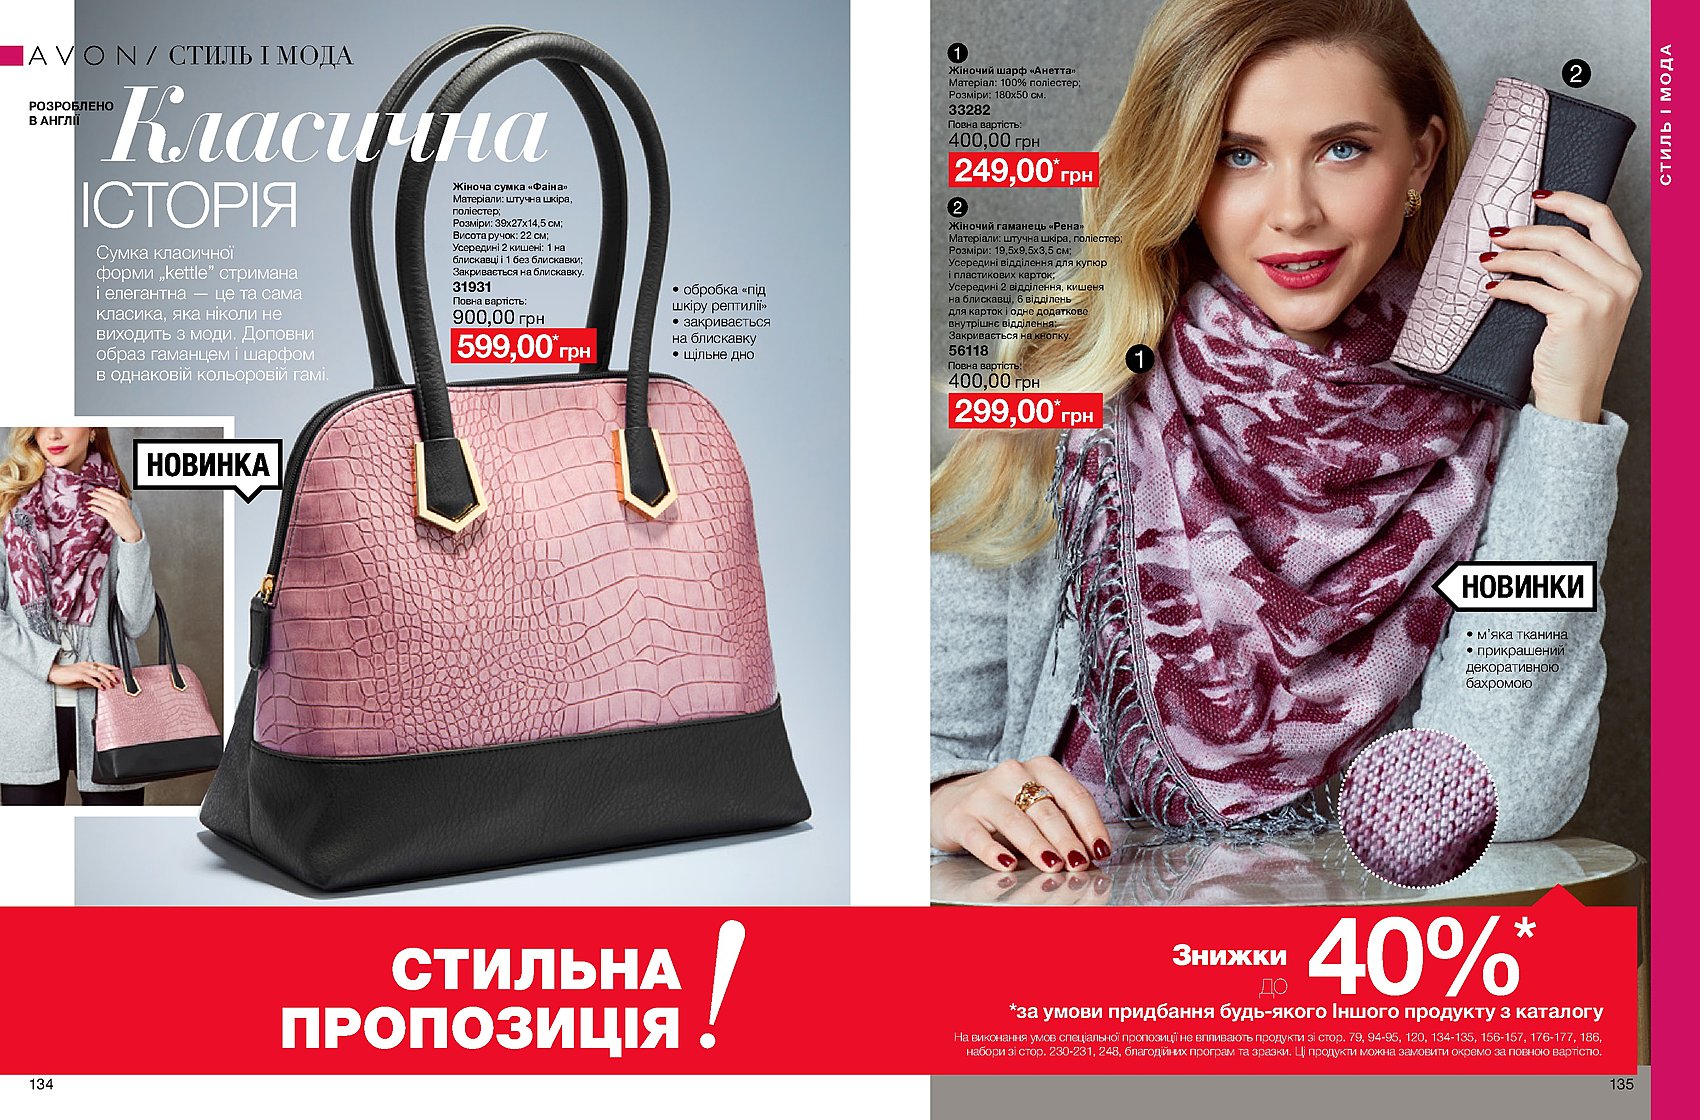 AVON/ СТИЛЬ І МОДА
РОЗРОБЛЕНО
В АНГЛІЇ
Класична
ІСТОРІЯ
Сумка класичної
форми „kettle” стримана
і елегантна — це та сама
класика, яка ніколи не
виходить з моди. Доповни
образ гаманцем і шарфом
в однаковій кольоровій гамі.
НОВИНКА
Жіноча сумка «Фаіна»
Матеріали: штучна шкіра,
поліестер;
Розміри: 39х27х14,5 см;
Висота ручок: 22 см;
Усередині 2 кишені: 1 на
блискавці і 1 без блискавки;
Закривається на блискавку.
31931
Повна вартість:
900,00 грн
599,00* грн
• обробка «під
шкіру рептилії»
• закривається
на блискавку
• щільне дно
СТИЛЬНА
ПРОПОЗИЦІЯ!
134
1
Жіночий шарф «Анетта»
Матеріал: 100% поліестер;
Розміри: 180х50 см.
33282
Повна вартість:
400,00 грн
249,00* грн
2
Жіночий гаманець «Рена»
Матеріали: штучна шкіра, поліестер;
Розміри: 19,5х9,5х3,5 см;
Усередині відділення для купюр
і пластикових карток;
Усередині 2 відділення, кишеня
на блискавці, 6 відділень
для карток і одне додаткове
внутрішнє відділення;
Закривається на кнопку.
56118
Повна вартість:
400,00 грн
299,00* грн
1
2
СТИЛЬ І МОДА
НОВИНКИ
• м’яка тканина
• прикрашений
декоративною
бахромою
Знижки
до 40%*
*за умови придбання будь-якого Іншого продукту з каталогу
На виконання умов спеціальної пропозиції не впливають продукти зі стор. 79, 94-95, 120, 134-135, 156-157, 176-177, 186,
набори зі стор. 230-231, 248, благодійних програм та зразки. Ці продукти можна замовити окремо за повною вартістю.
135